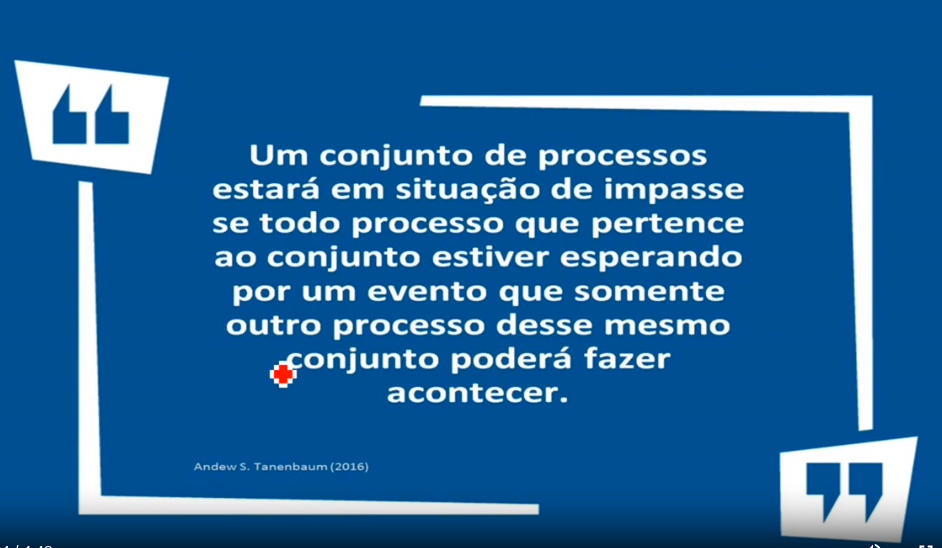 Um conjunto de processos
estará em situação de impasse
se todo processo que pertence
ao conjunto estiver esperando
por um evento que somente
outro processo desse mesmo
conjunto poderá fazer
acontecer.
Andew S. Tanenbaum (2016)